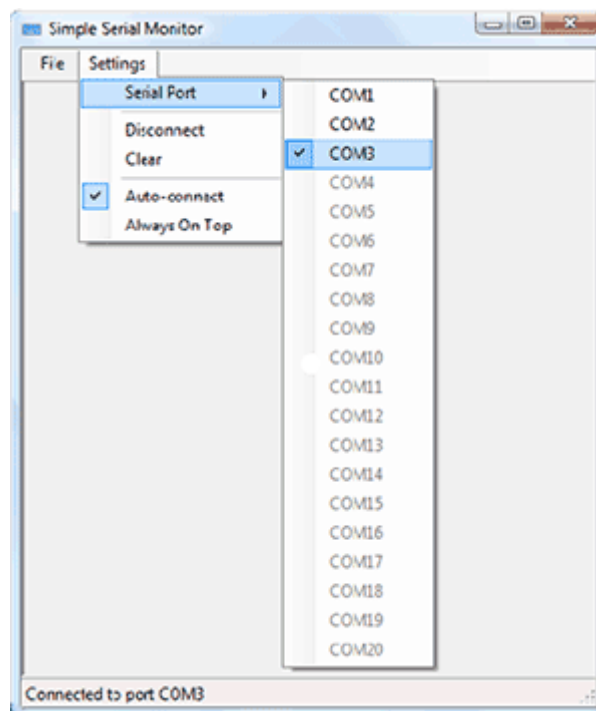 Simple Serial Monitor
File Settings
Serial Port
Disconnect
Clear
Auto-connect
Always On Top
COM1
COM2
COM3
COM4
COM5
COM6
COM7
COM8
COM9
COM10
COM11
COM12
COM13
COM14
COM15
COM16
COM17
COM18
COM19
COM20
Connected to port COM3